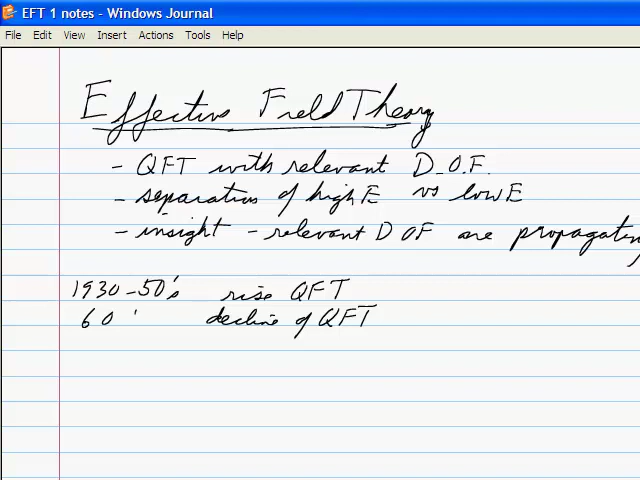 EFT 1 notes - Windows Journal
File Edit View Insert Actions Tools Help
Effective Field Theory
- QFT with relevant D.O.F.
- separation of high E vs low E
- insight - relevant DOF are propagating
1930-50's rise QFT
60' decline of QFT